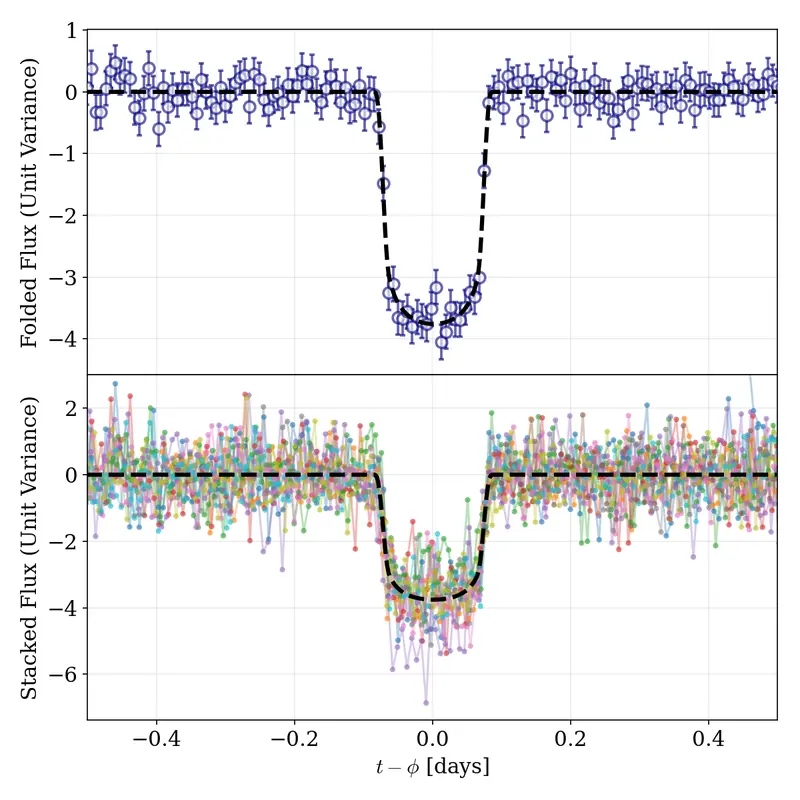 Folded Flux (Unit Variance)
1
0
−1
−2
−3
−4
Stacked Flux (Unit Variance)
2
0
−2
−4
−6
−0.4 −0.2 0.0 0.2 0.4
t − ϕ [days]